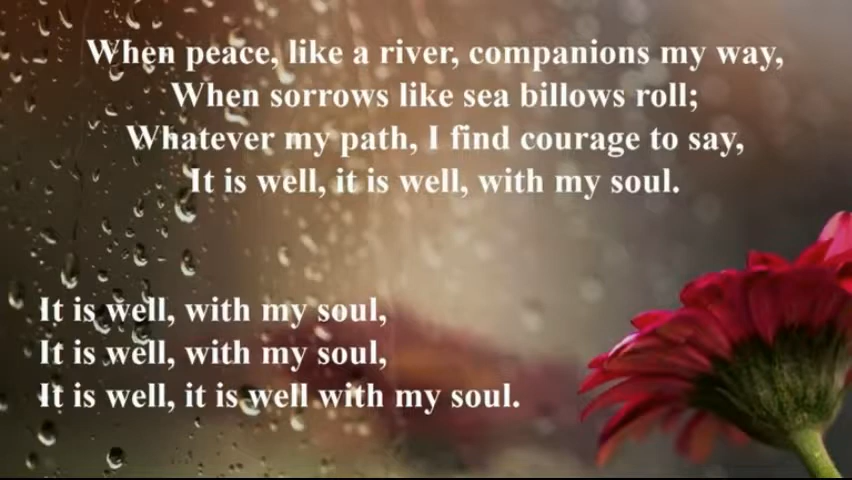 When peace, like a river, companions my way,
When sorrows like sea billows roll;
Whatever my path, I find courage to say,
It is well, it is well, with my soul.
It is well, with my soul,
It is well, with my soul,
It is well, it is well with my soul.